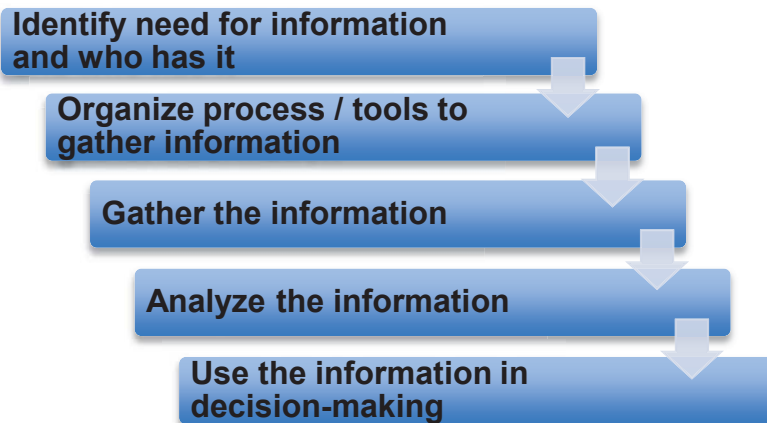 Identify need for information
and who has it
Organize process / tools to
gather information
Gather the information
Analyze the information
Use the information in
decision-making